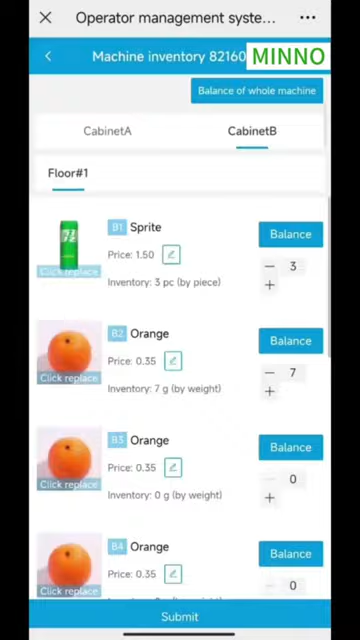 Operator management syste...
Machine inventory 82160
MINNO
Balance of whole machine
CabinetA
CabinetB
Floor#1
B1 Sprite
Balance
Price: 1.50
3
Inventory: 3 pc (by piece)
Click replace
B2 Orange
Balance
Price: 0.35
7
Inventory: 7 g (by weight)
Click replace
B3 Orange
Balance
Price: 0.35
0
Inventory: 0 g (by weight)
Click replace
B4 Orange
Balance
Price: 0.35
0
Click replace
Submit